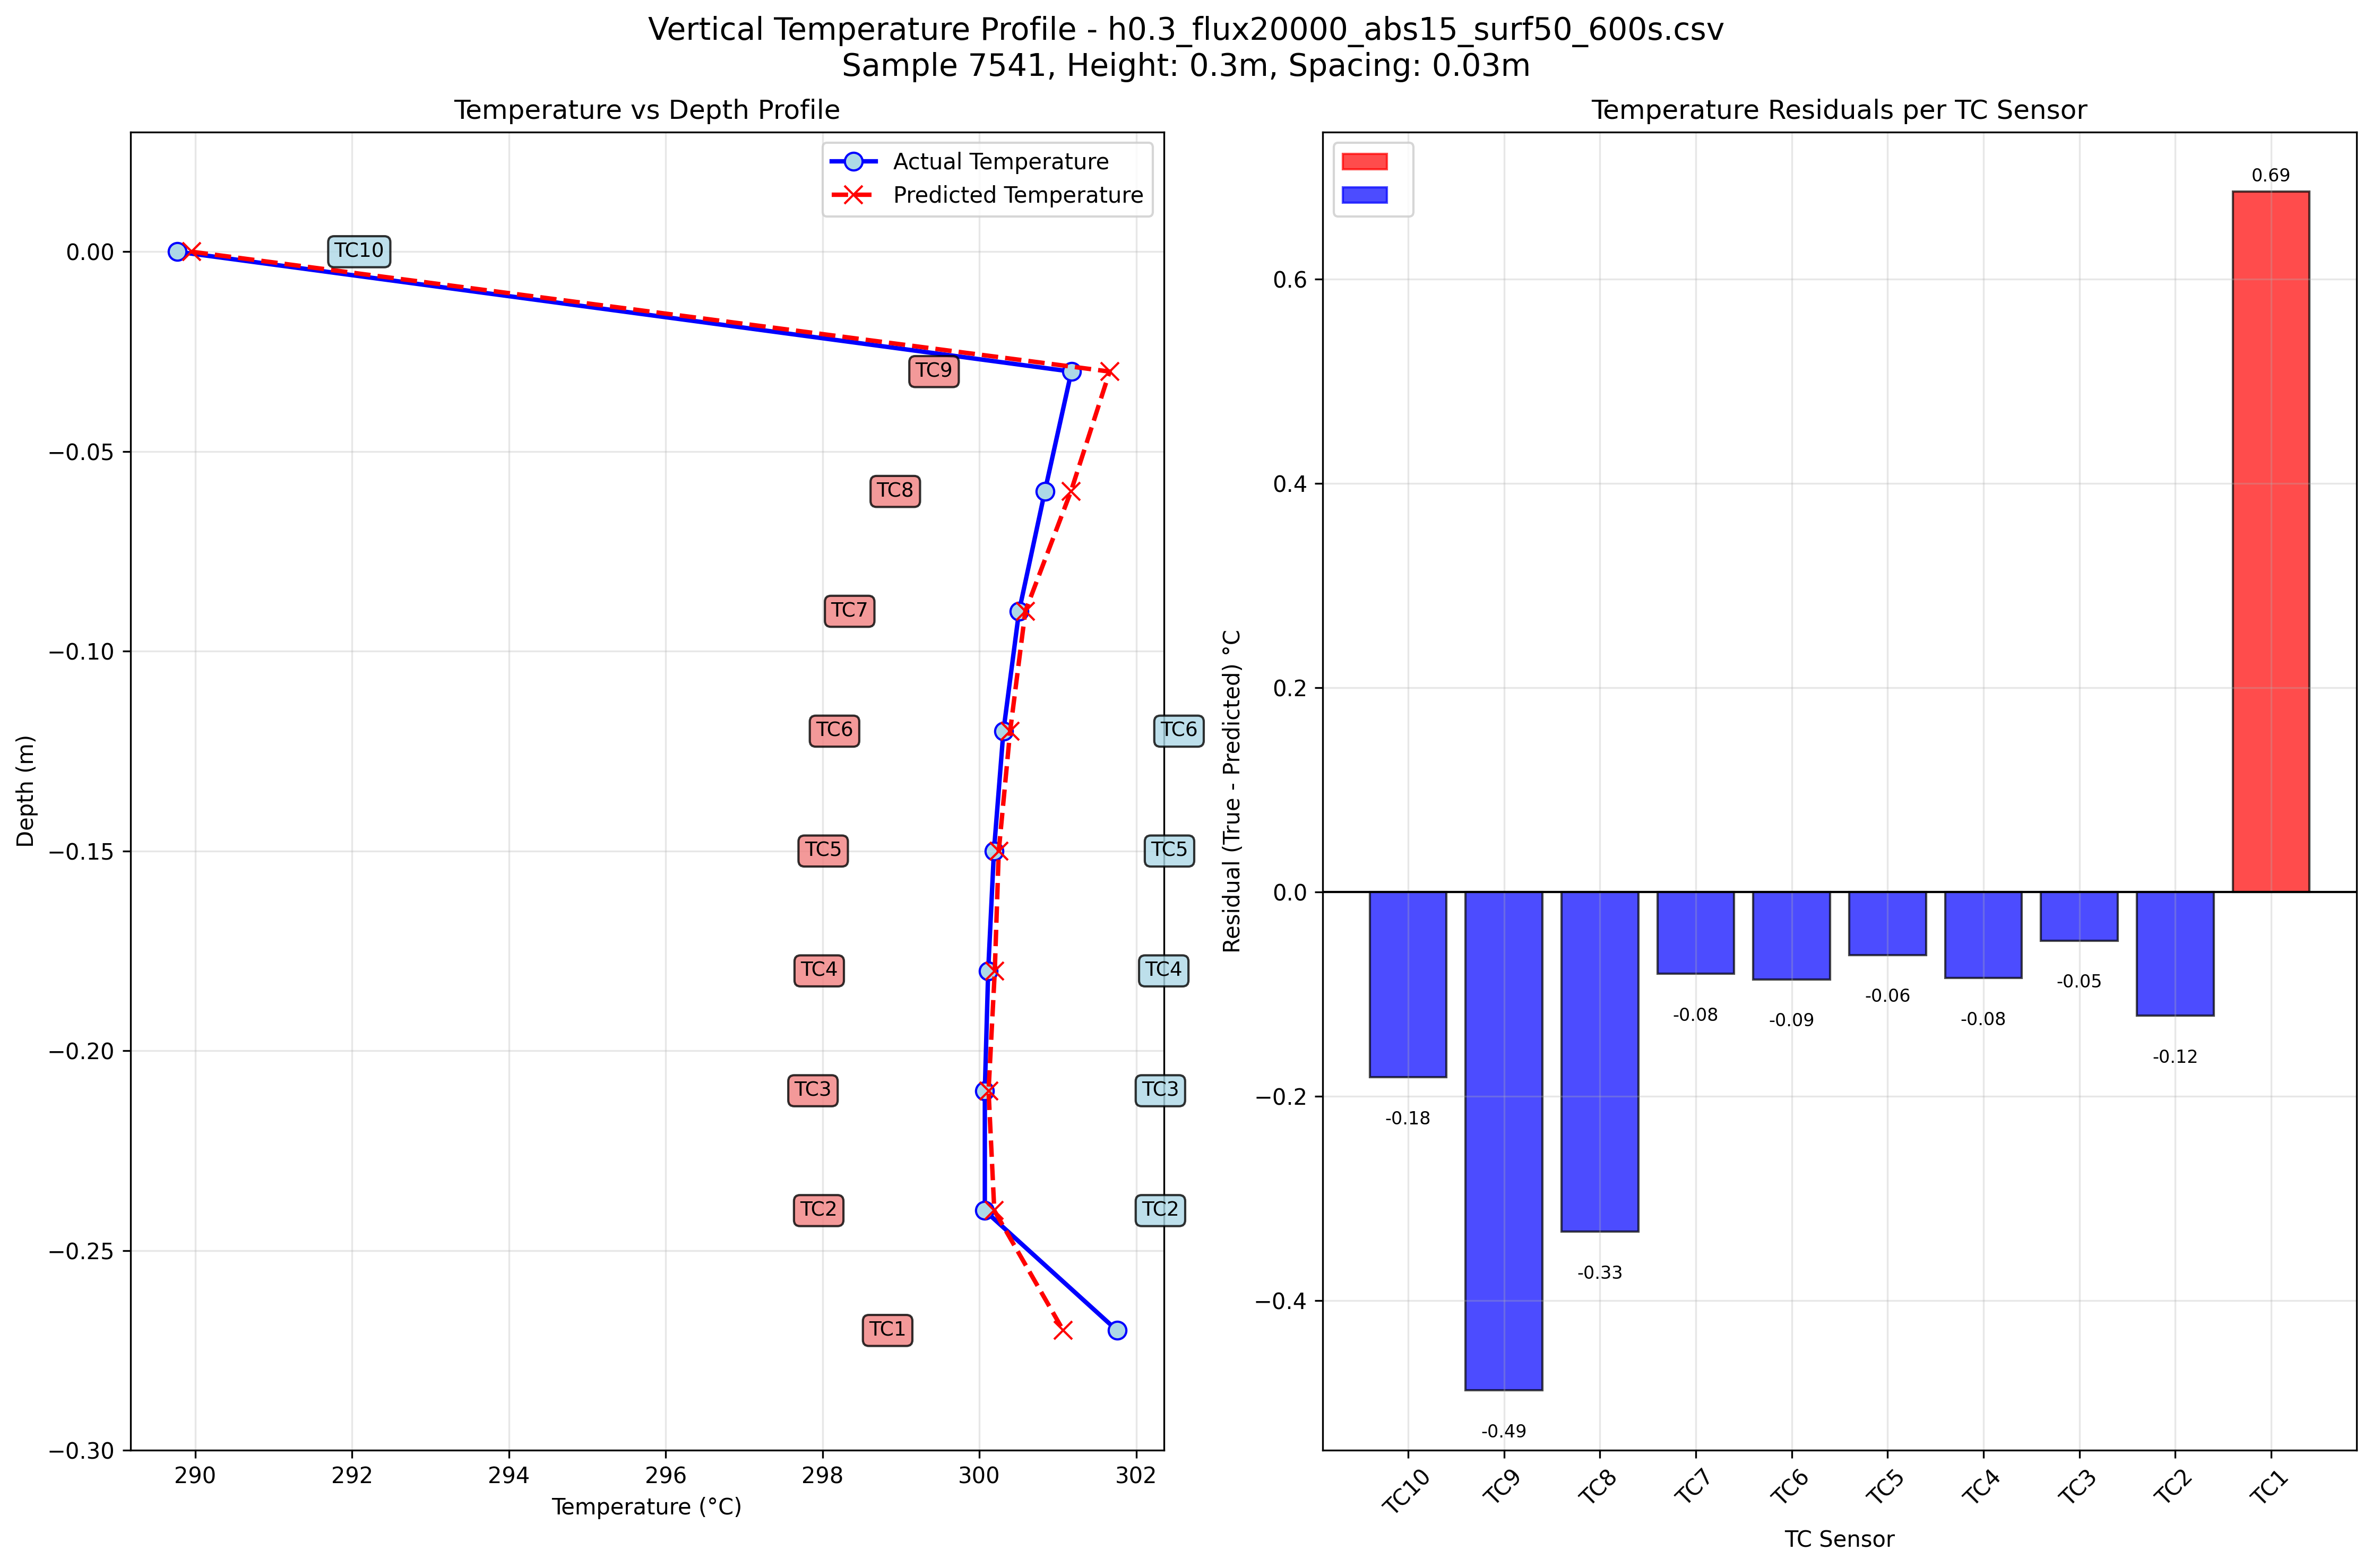 Vertical Temperature Profile - h0.3_flux20000_abs15_surf50_600s.csv
Sample 7541, Height: 0.3m, Spacing: 0.03m
Temperature vs Depth Profile
Actual Temperature
Predicted Temperature
TC10
TC9
TC8
TC7
TC6
TC6
TC5
TC5
TC4
TC4
TC3
TC3
TC2
TC2
TC1
0.00
−0.05
−0.10
−0.15
−0.20
−0.25
−0.30
Depth (m)
290
292
294
296
298
300
302
Temperature (°C)
Temperature Residuals per TC Sensor
0.69
-0.18
-0.49
-0.33
-0.08
-0.09
-0.06
-0.08
-0.05
-0.12
0.6
0.4
0.2
0.0
−0.2
−0.4
Residual (True - Predicted) °C
TC10
TC9
TC8
TC7
TC6
TC5
TC4
TC3
TC2
TC1
TC Sensor